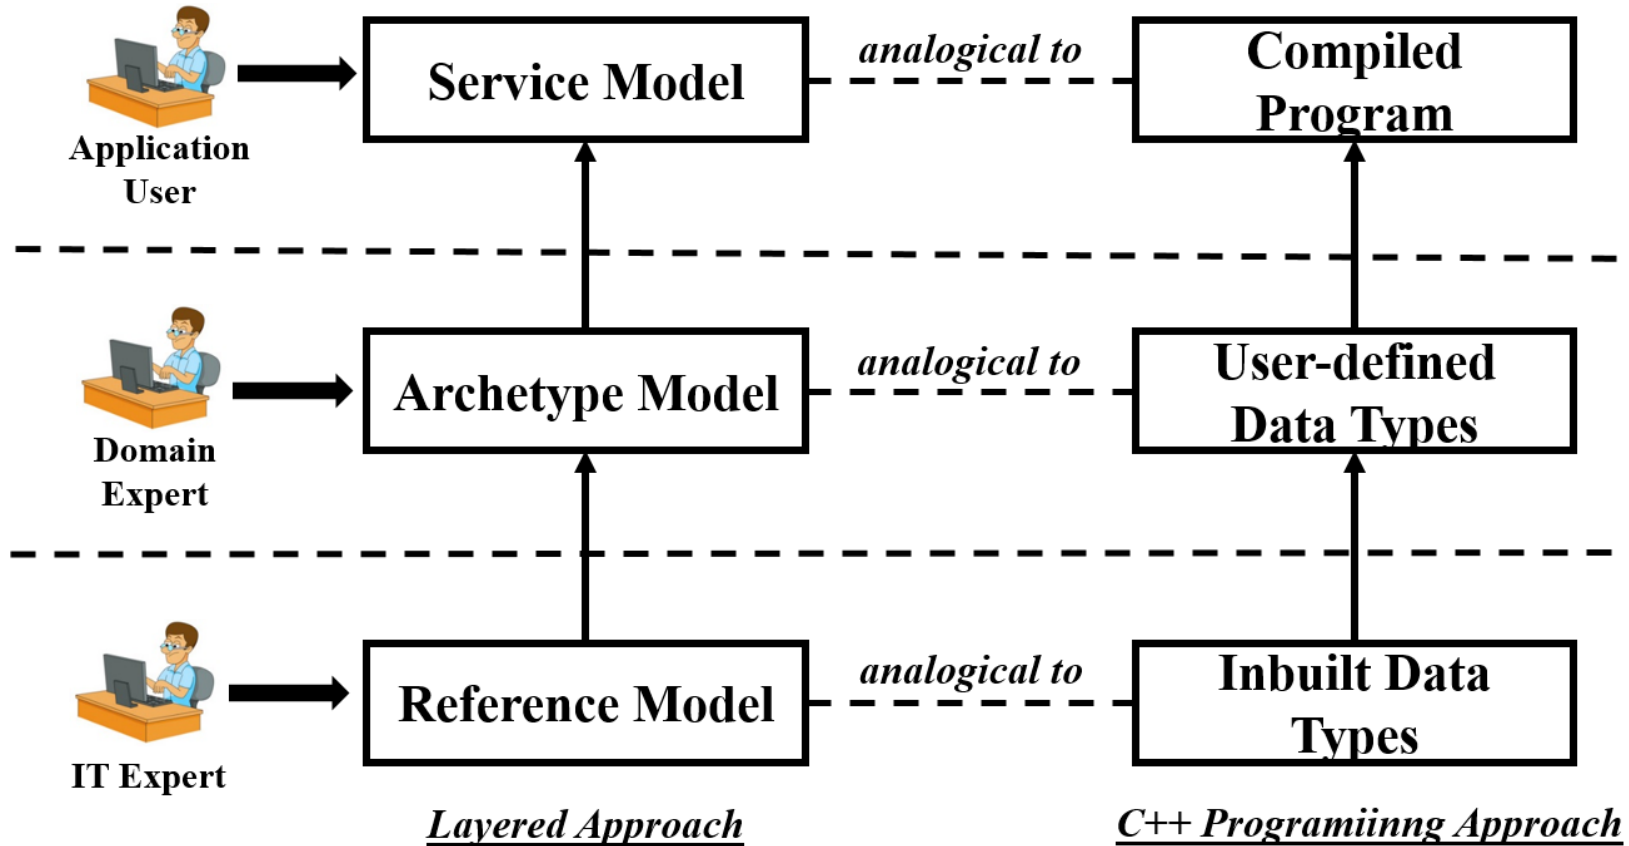 Application
User
Service Model
analogical to
Compiled
Program
Domain
Expert
Archetype Model
analogical to
User-defined
Data Types
IT Expert
Reference Model
analogical to
Inbuilt Data
Types
Layered Approach
C++ Programiinng Approach